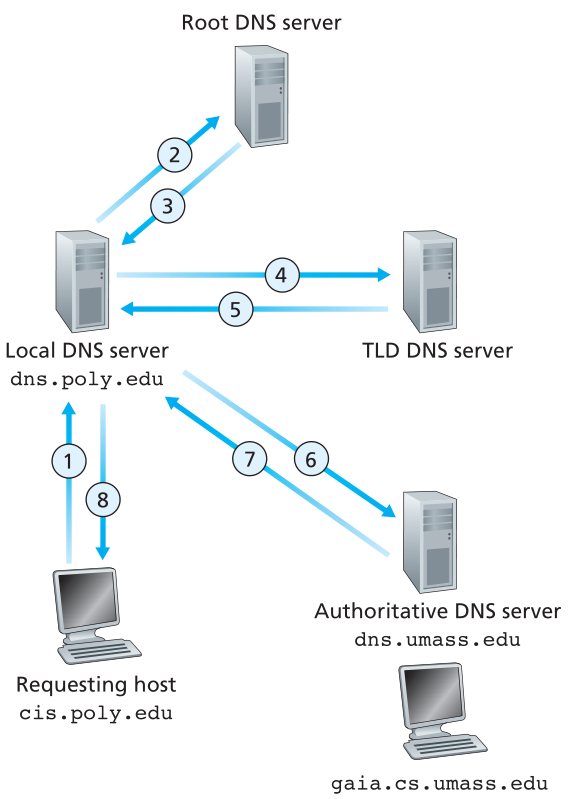 Root DNS server
2
3
4
5
Local DNS server
dns.poly.edu
TLD DNS server
1
8
7
6
Authoritative DNS server
dns.umass.edu
Requesting host
cis.poly.edu
gaia.cs.umass.edu